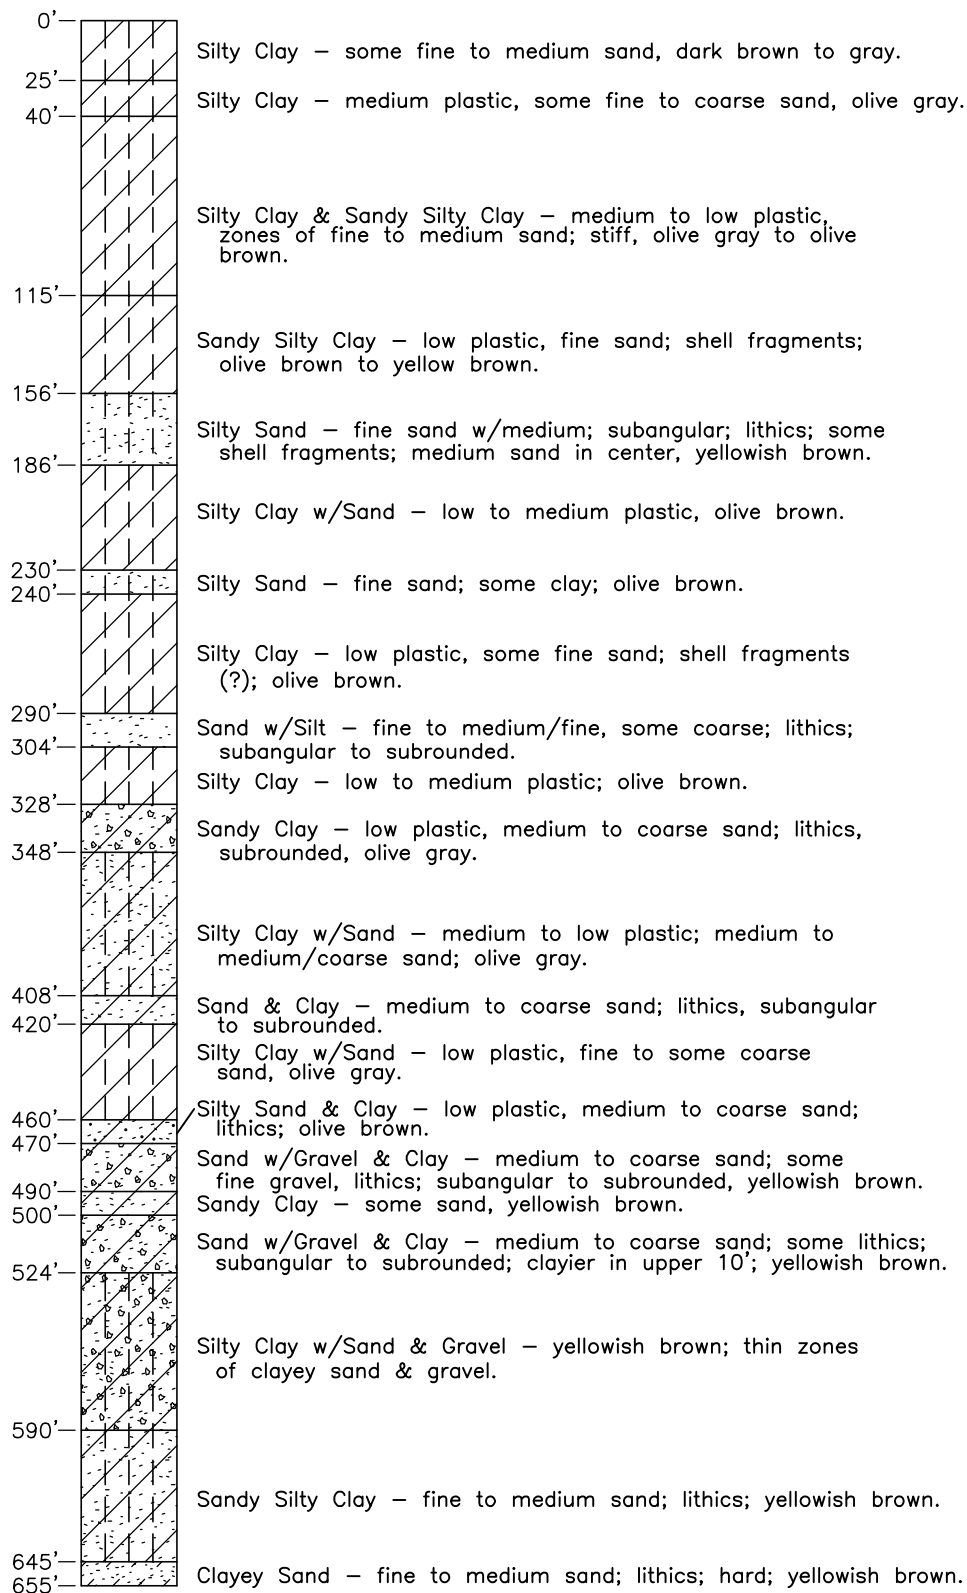 0'
Silty Clay – some fine to medium sand, dark brown to gray.
25'
Silty Clay – medium plastic, some fine to coarse sand, olive gray.
40'
Silty Clay & Sandy Silty Clay – medium to low plastic,
zones of fine to medium sand; stiff, olive gray to olive
brown.
115'
Sandy Silty Clay – low plastic, fine sand; shell fragments;
olive brown to yellow brown.
156'
Silty Sand – fine sand w/medium; subangular; lithics; some
shell fragments; medium sand in center, yellowish brown.
186'
Silty Clay w/Sand – low to medium plastic, olive brown.
230'
Silty Sand – fine sand; some clay; olive brown.
240'
Silty Clay – low plastic, some fine sand; shell fragments
(?); olive brown.
290'
Sand w/Silt – fine to medium/fine, some coarse; lithics;
subangular to subrounded.
304'
Silty Clay – low to medium plastic; olive brown.
328'
Sandy Clay – low plastic, medium to coarse sand; lithics,
subrounded, olive gray.
348'
Silty Clay w/Sand – medium to low plastic; medium to
medium/coarse sand; olive gray.
408'
Sand & Clay – medium to coarse sand; lithics, subangular
to subrounded.
420'
Silty Clay w/Sand – low plastic, fine to some coarse
sand, olive gray.
460'
Silty Sand & Clay – low plastic, medium to coarse sand;
lithics; olive brown.
470'
Sand w/Gravel & Clay – medium to coarse sand; some
fine gravel, lithics; subangular to subrounded, yellowish brown.
490'
Sandy Clay – some sand, yellowish brown.
500'
Sand w/Gravel & Clay – medium to coarse sand; some lithics;
subangular to subrounded; clayier in upper 10'; yellowish brown.
524'
Silty Clay w/Sand & Gravel – yellowish brown; thin zones
of clayey sand & gravel.
590'
Sandy Silty Clay – fine to medium sand; lithics; yellowish brown.
645'
Clayey Sand – fine to medium sand; lithics; hard; yellowish brown.
655'